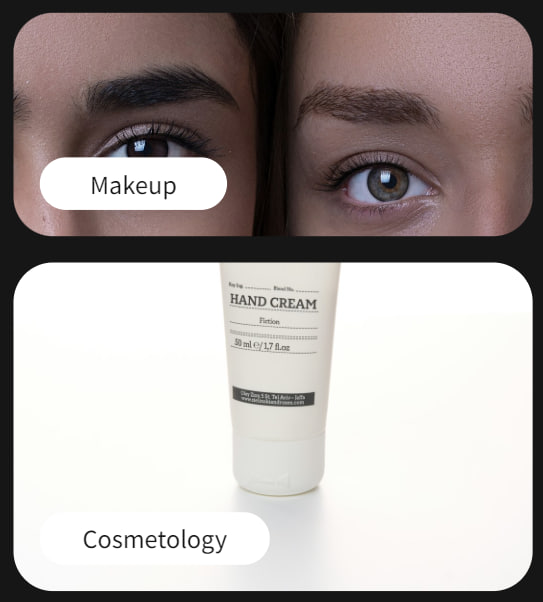 Makeup
HAND CREAM
Fiction
50 ml ℮/1,7 fl.oz
Cosmetology